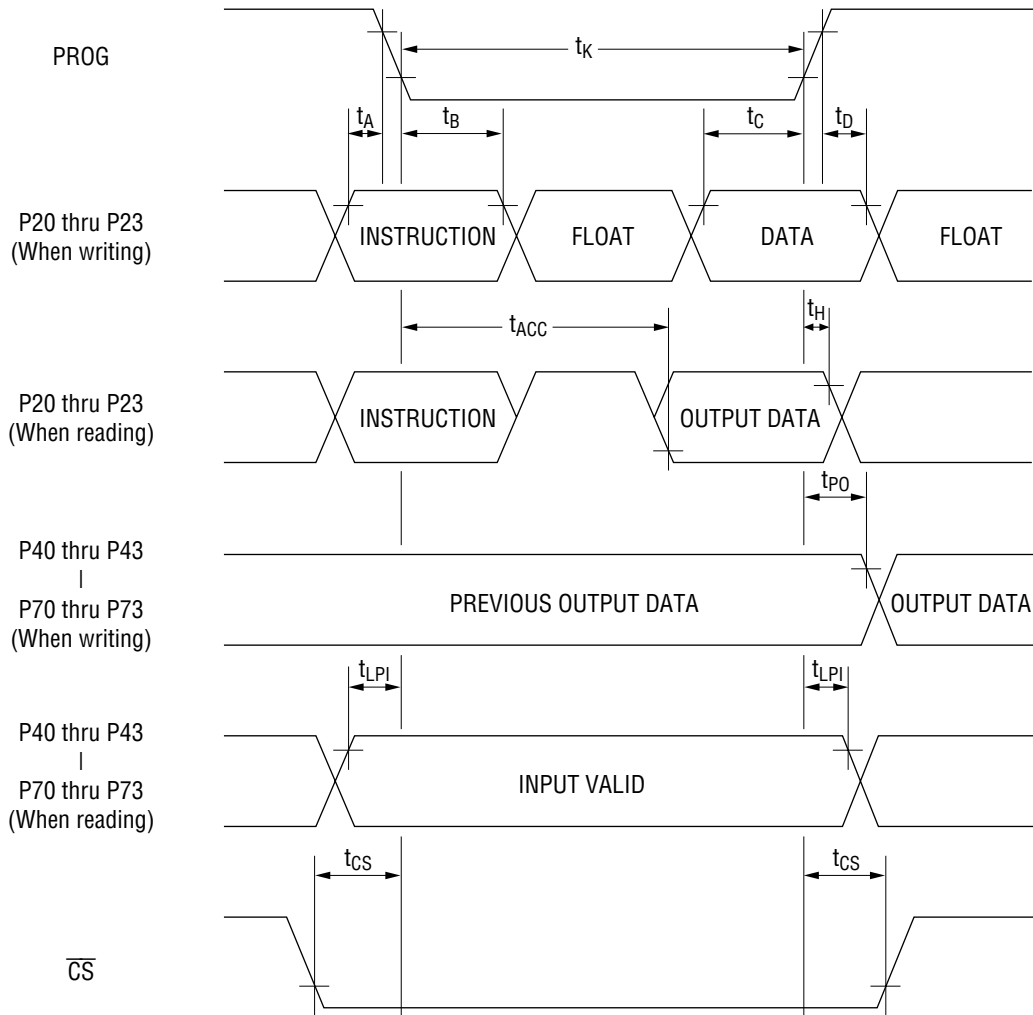 PROG
tK
tA
tB
tC
tD
P20 thru P23
(When writing)
INSTRUCTION
FLOAT
DATA
FLOAT
tACC
tH
P20 thru P23
(When reading)
INSTRUCTION
OUTPUT DATA
tPO
P40 thru P43
|
P70 thru P73
(When writing)
PREVIOUS OUTPUT DATA
OUTPUT DATA
tLPI
tLPI
P40 thru P43
|
P70 thru P73
(When reading)
INPUT VALID
tCS
tCS
C̅S̅